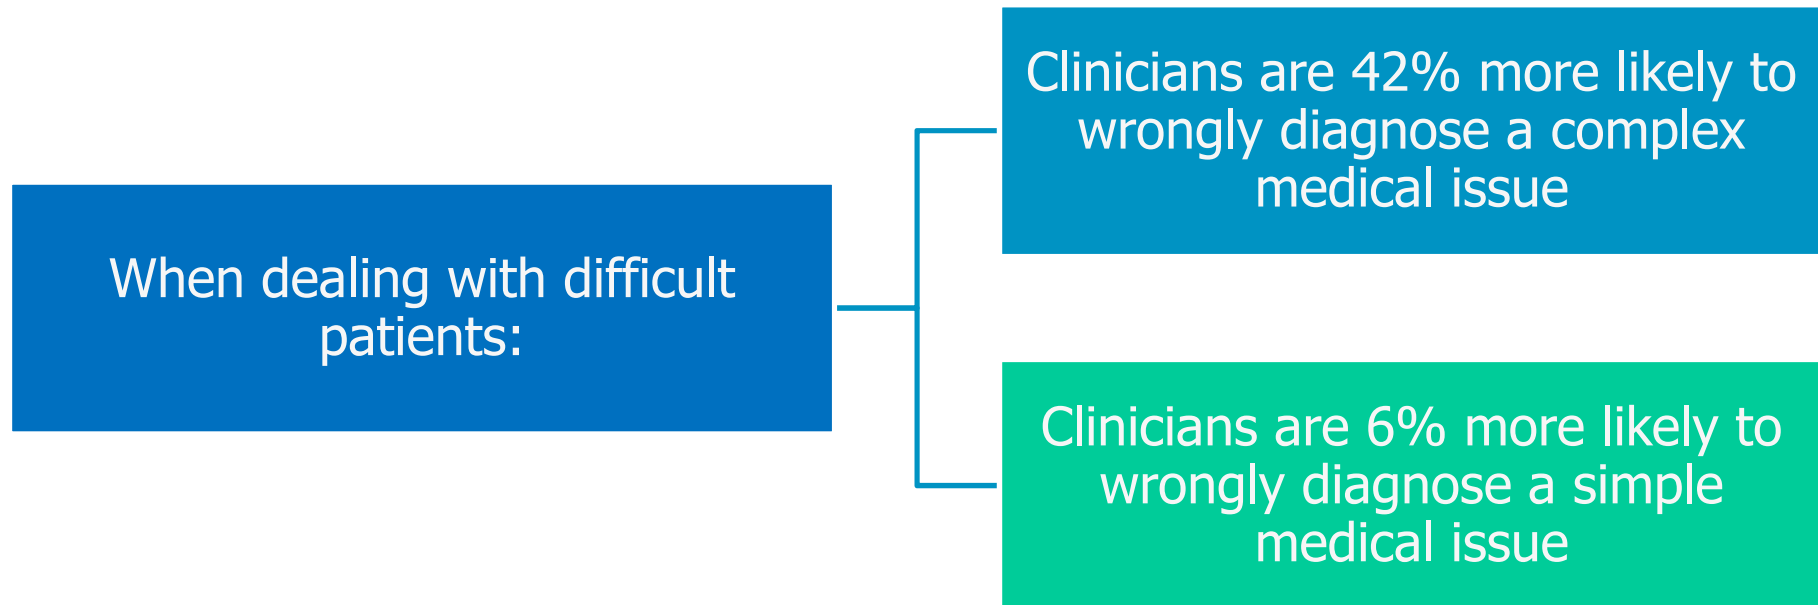 When dealing with difficult
patients:
Clinicians are 42% more likely to
wrongly diagnose a complex
medical issue
Clinicians are 6% more likely to
wrongly diagnose a simple
medical issue